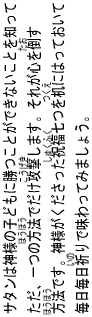 サタンは神様の子どもに勝つことができないことを知って
ただ、一つの方法でだけ攻撃します。それが心を倒す
方法です。神様がくださった祝福七つを机にはっておいて
毎日毎日祈りで味わってみましょう。